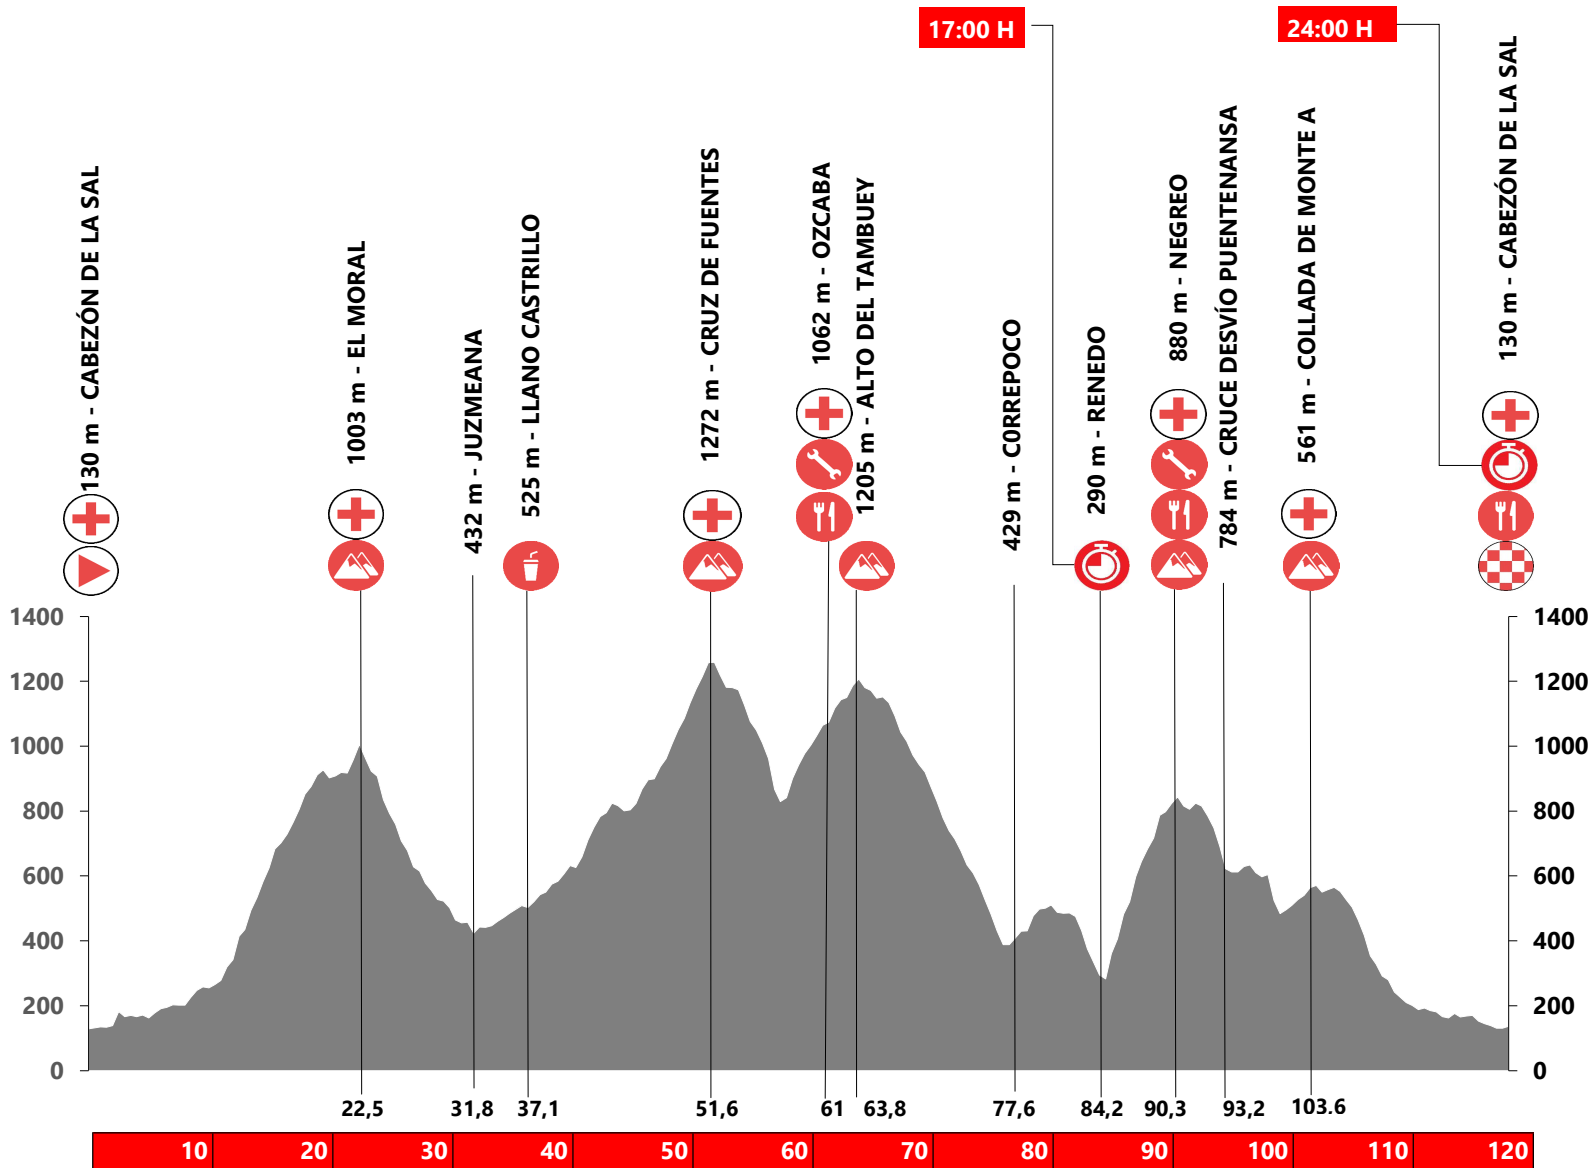 17:00 H
24:00 H
130 m - CABEZÓN DE LA SAL
1003 m - EL MORAL
432 m - JUZMEANA
525 m - LLANO CASTRILLO
1272 m - CRUZ DE FUENTES
1062 m - OZCABA
1205 m - ALTO DEL TAMBUEY
429 m - C0RREPOCO
290 m - RENEDO
880 m - NEGREO
784 m - CRUCE DESVÍO PUENTENANSA
561 m - COLLADA DE MONTE A
130 m - CABEZÓN DE LA SAL
1400
1200
1000
800
600
400
200
0
1400
1200
1000
800
600
400
200
0
22,5
31,8
37,1
51,6
61
63,8
77,6
84,2
90,3
93,2
103.6
10
20
30
40
50
60
70
80
90
100
110
120